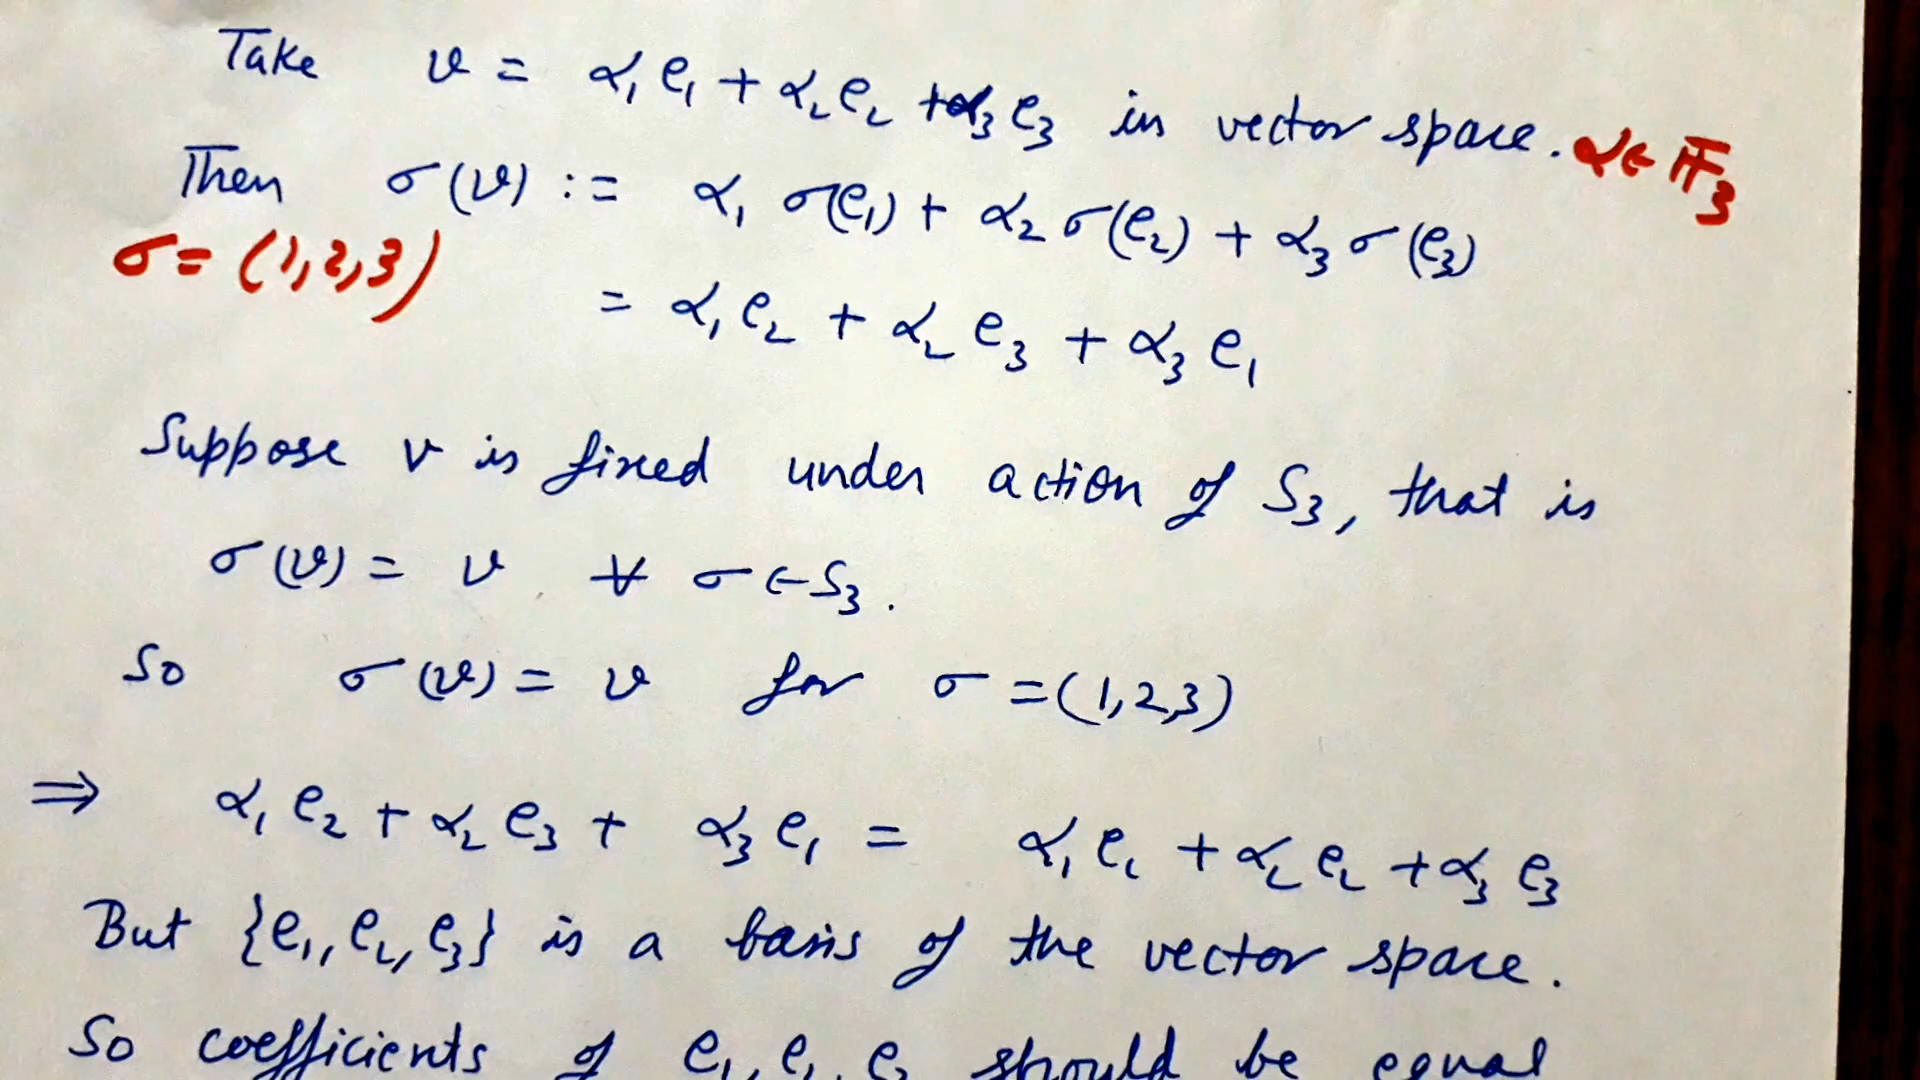 Take v = α₁e₁ + α₂e₂ + α₃e₃ in vector space. α ∈ 𝔽₃
Then σ(v) := α₁ σ(e₁) + α₂ σ(e₂) + α₃ σ(e₃)
σ = (1,2,3)
= α₁e₂ + α₂e₃ + α₃e₁
Suppose v is fixed under action of S₃, that is
σ(v) = v ∀ σ ∈ S₃.
So σ(v) = v for σ = (1,2,3)
⇒ α₁e₂ + α₂e₃ + α₃e₁ = α₁e₁ + α₂e₂ + α₃e₃
But {e₁, e₂, e₃} is a basis of the vector space.
So coefficients of e₁, e₂, e₃ should be equal